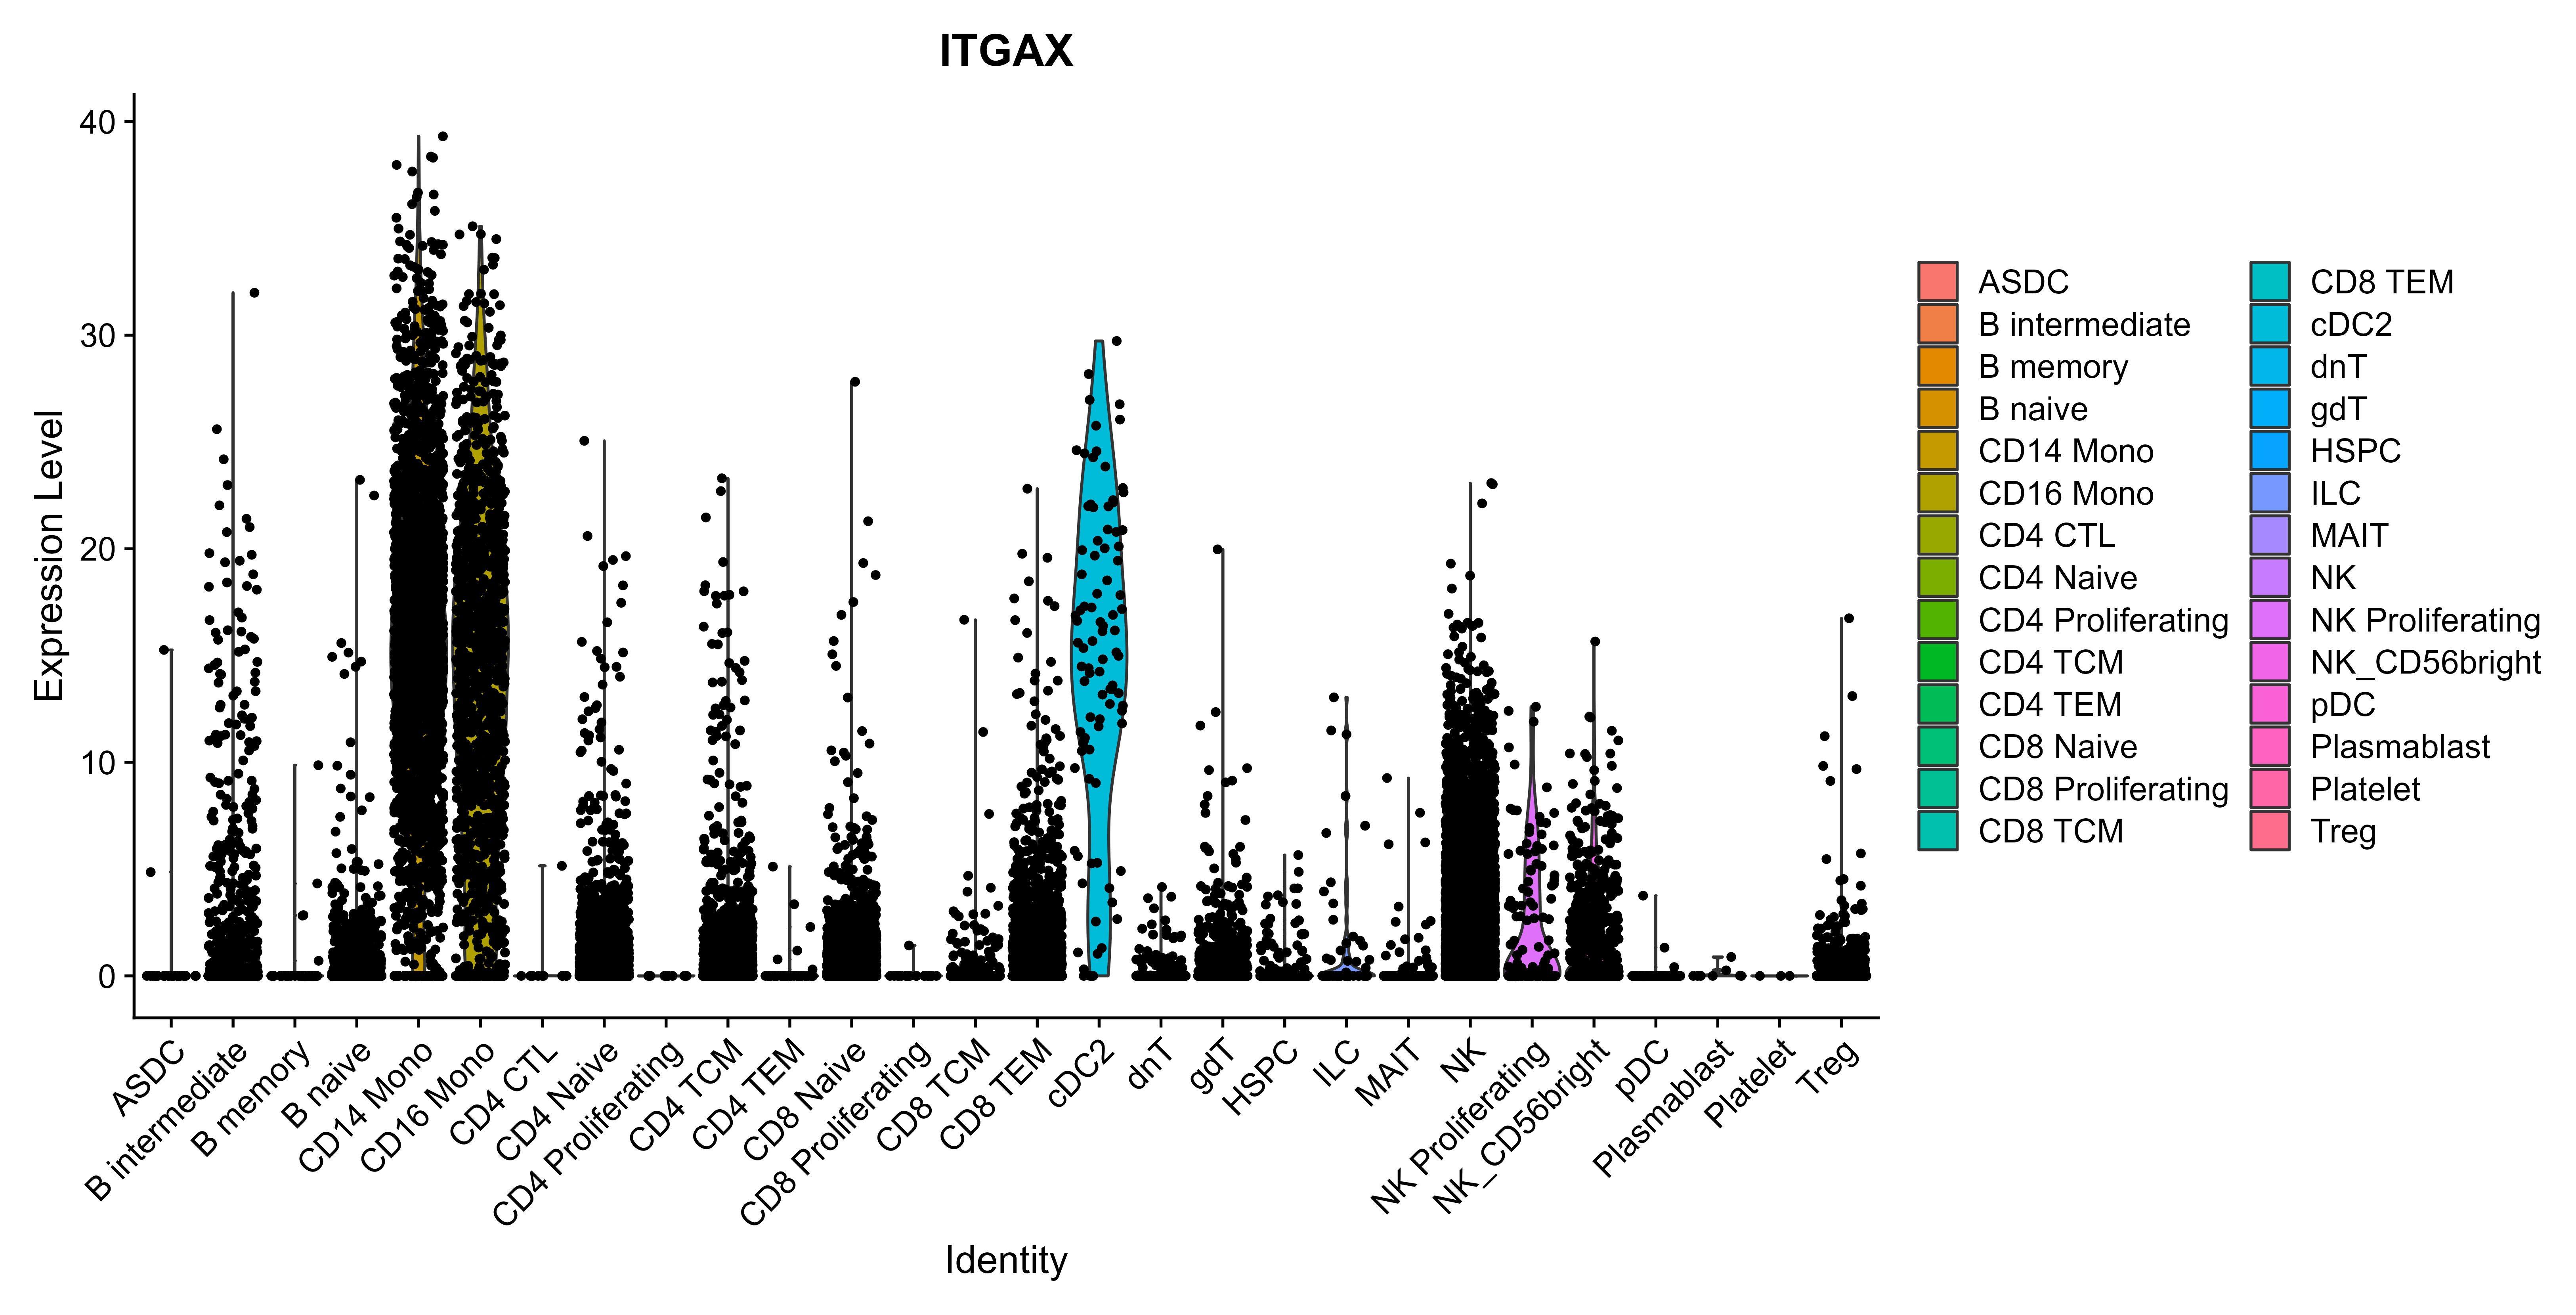 ITGAX
Expression Level
40
30
20
10
0
ASDC
B intermediate
B memory
B naive
CD14 Mono
CD16 Mono
CD4 CTL
CD4 Naive
CD4 Proliferating
CD4 TCM
CD4 TEM
CD8 Naive
CD8 Proliferating
CD8 TCM
CD8 TEM
cDC2
dnT
gdT
HSPC
ILC
MAIT
NK
NK Proliferating
NK_CD56bright
pDC
Plasmablast
Platelet
Treg
Identity
ASDC
B intermediate
B memory
B naive
CD14 Mono
CD16 Mono
CD4 CTL
CD4 Naive
CD4 Proliferating
CD4 TCM
CD4 TEM
CD8 Naive
CD8 Proliferating
CD8 TCM
CD8 TEM
cDC2
dnT
gdT
HSPC
ILC
MAIT
NK
NK Proliferating
NK_CD56bright
pDC
Plasmablast
Platelet
Treg